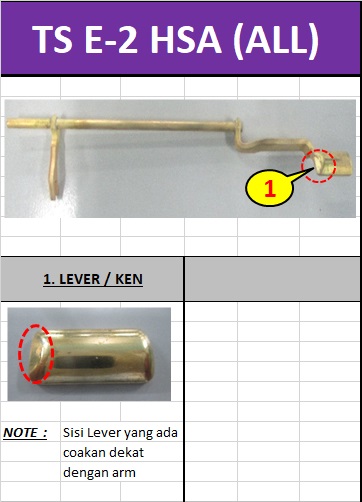 TS E-2 HSA (ALL)
1
1. LEVER / KEN
NOTE : Sisi Lever yang ada
coakan dekat
dengan arm